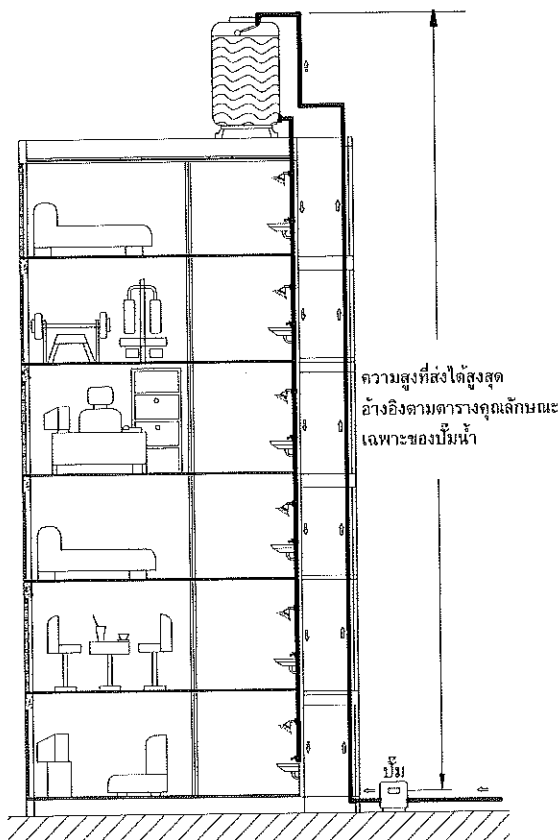 ความสูงที่ส่งได้สูงสุด
อ้างอิงตามตารางคุณลักษณะ
เฉพาะของปั๊มน้ำ
ปั๊ม